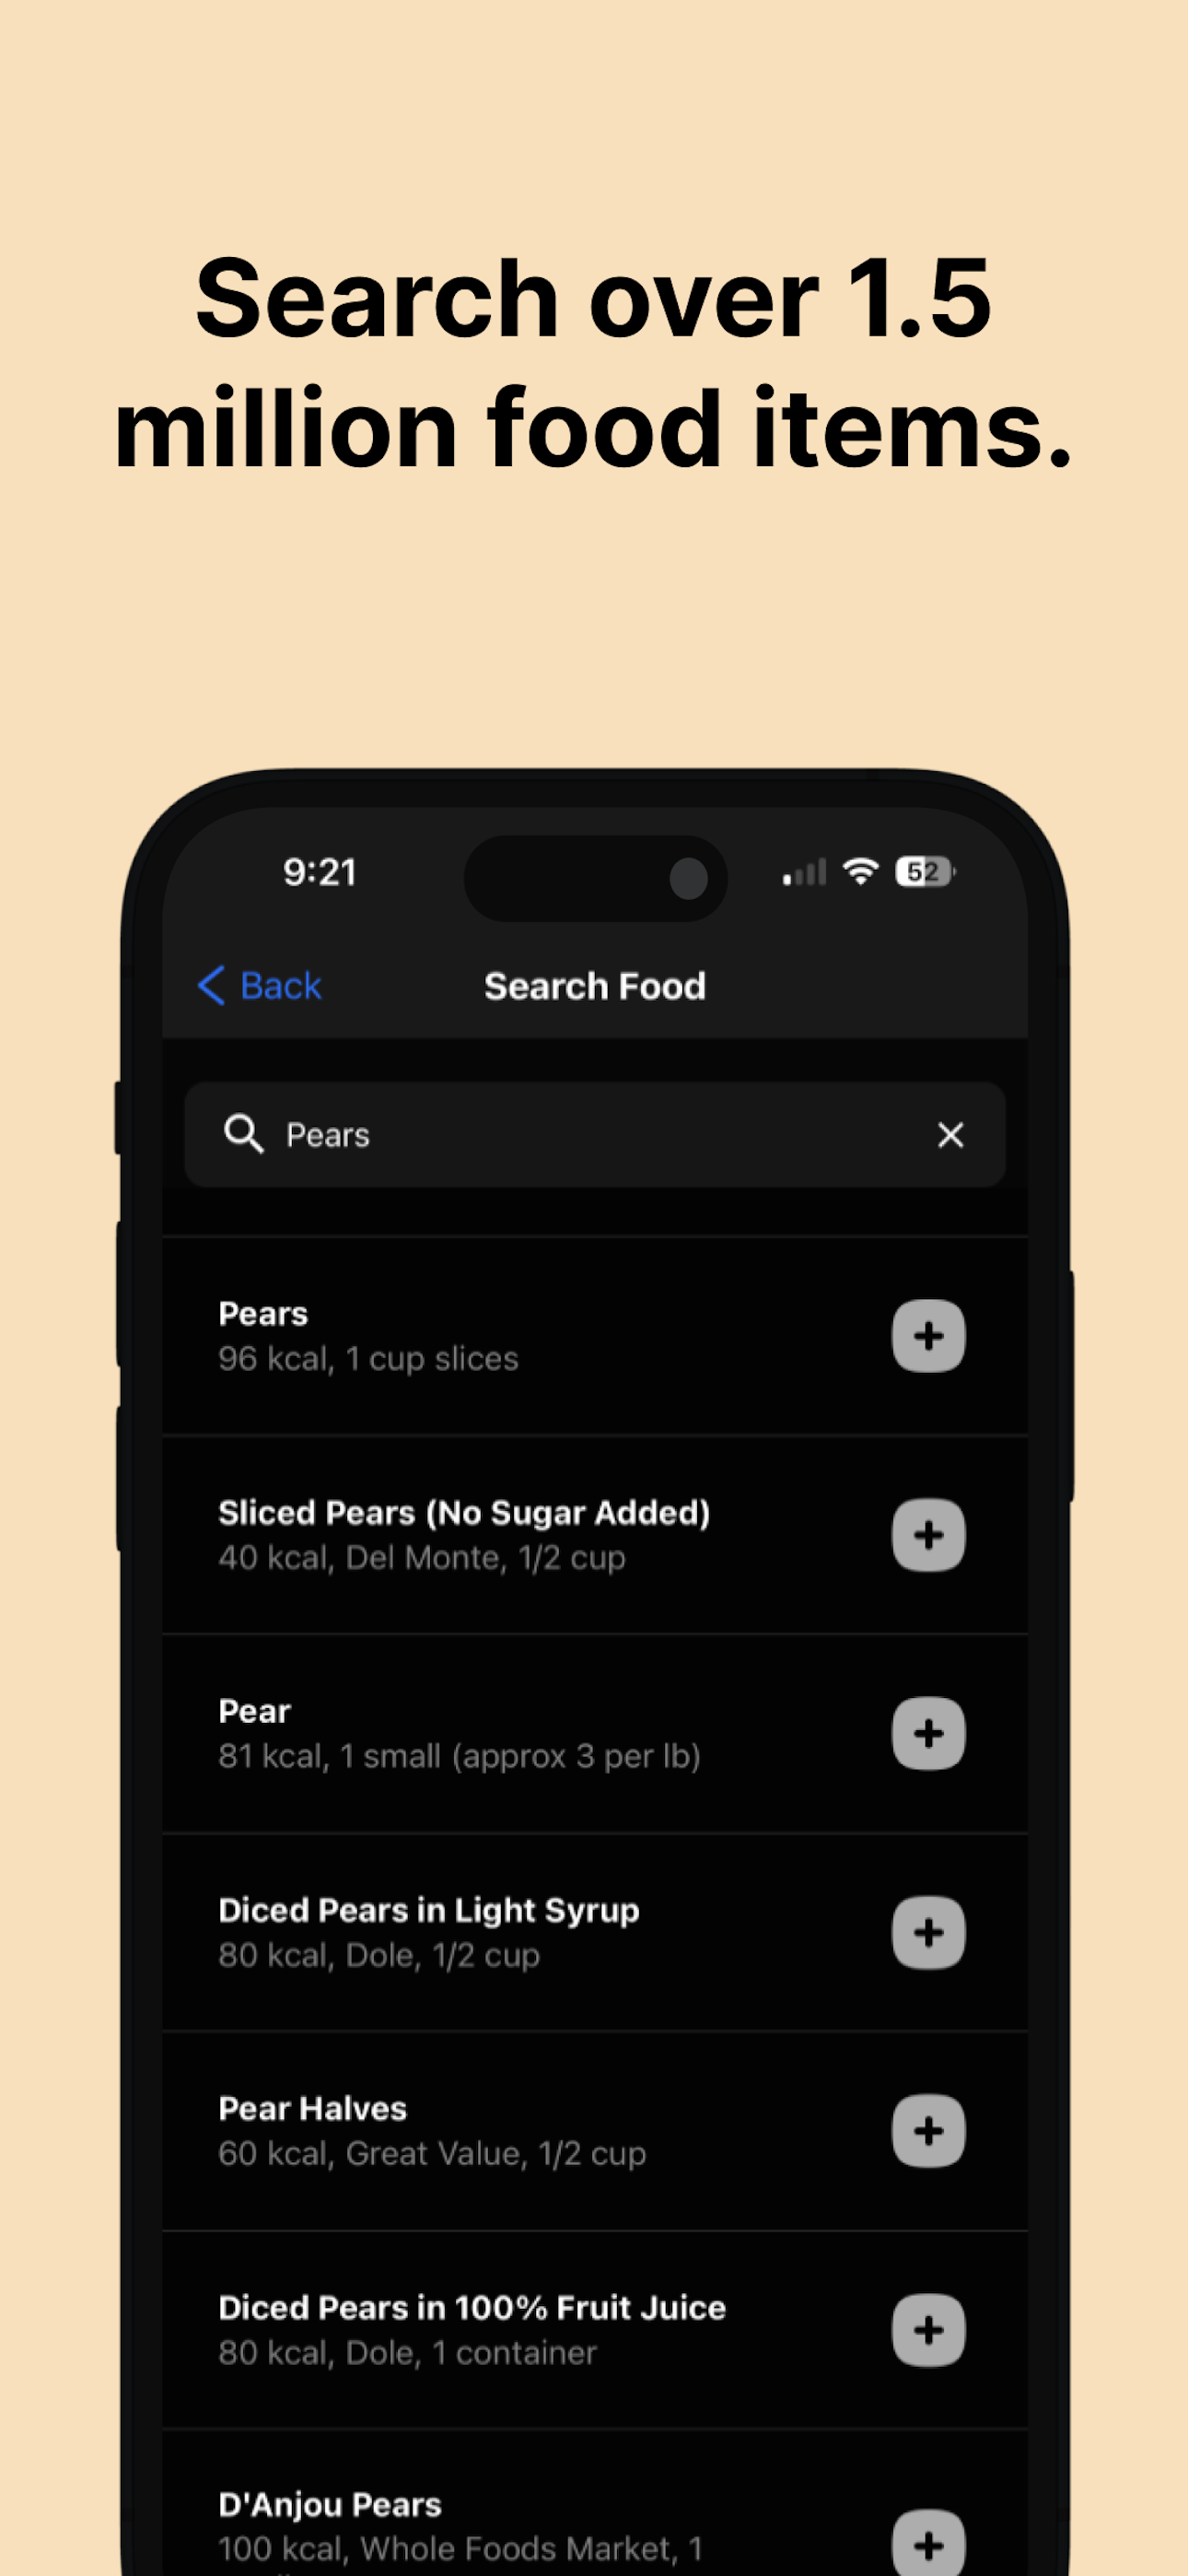 Search over 1.5
million food items.
9:21
52
Back
Search Food
Pears
Pears
96 kcal, 1 cup slices
Sliced Pears (No Sugar Added)
40 kcal, Del Monte, 1/2 cup
Pear
81 kcal, 1 small (approx 3 per lb)
Diced Pears in Light Syrup
80 kcal, Dole, 1/2 cup
Pear Halves
60 kcal, Great Value, 1/2 cup
Diced Pears in 100% Fruit Juice
80 kcal, Dole, 1 container
D'Anjou Pears
100 kcal, Whole Foods Market, 1